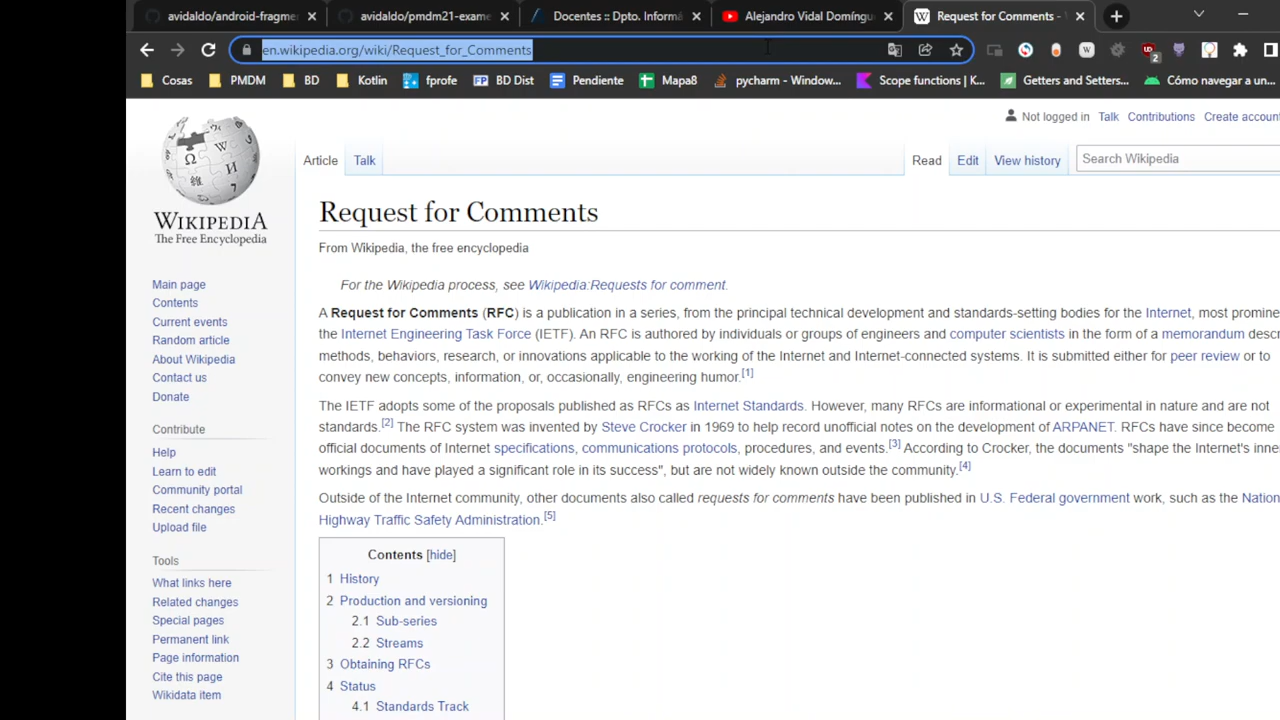 avidaldo/android-fragme
avidaldo/pmdm21-exame
Docentes :: Dpto. Informá
Alejandro Vidal Domíngu
Request for Comments -
en.wikipedia.org/wiki/Request_for_Comments
Cosas
PMDM
BD
Kotlin
fprofe
BD Dist
Pendiente
Mapa8
pycharm - Window...
Scope functions | K...
Getters and Setters...
Cómo navegar a un...
Not logged in Talk Contributions Create accoun
Article Talk
Read Edit View history Search Wikipedia
WIKIPEDIA
The Free Encyclopedia
Main page
Contents
Current events
Random article
About Wikipedia
Contact us
Donate
Contribute
Help
Learn to edit
Community portal
Recent changes
Upload file
Tools
What links here
Related changes
Special pages
Permanent link
Page information
Cite this page
Wikidata item
Request for Comments
From Wikipedia, the free encyclopedia
For the Wikipedia process, see Wikipedia:Requests for comment.
A Request for Comments (RFC) is a publication in a series, from the principal technical development and standards-setting bodies for the Internet, most promine
the Internet Engineering Task Force (IETF). An RFC is authored by individuals or groups of engineers and computer scientists in the form of a memorandum desc
methods, behaviors, research, or innovations applicable to the working of the Internet and Internet-connected systems. It is submitted either for peer review or to
convey new concepts, information, or, occasionally, engineering humor.[1]
The IETF adopts some of the proposals published as RFCs as Internet Standards. However, many RFCs are informational or experimental in nature and are not
standards.[2] The RFC system was invented by Steve Crocker in 1969 to help record unofficial notes on the development of ARPANET. RFCs have since become
official documents of Internet specifications, communications protocols, procedures, and events.[3] According to Crocker, the documents "shape the Internet's inne
workings and have played a significant role in its success", but are not widely known outside the community.[4]
Outside of the Internet community, other documents also called requests for comments have been published in U.S. Federal government work, such as the Nation
Highway Traffic Safety Administration.[5]
Contents [hide]
1 History
2 Production and versioning
2.1 Sub-series
2.2 Streams
3 Obtaining RFCs
4 Status
4.1 Standards Track